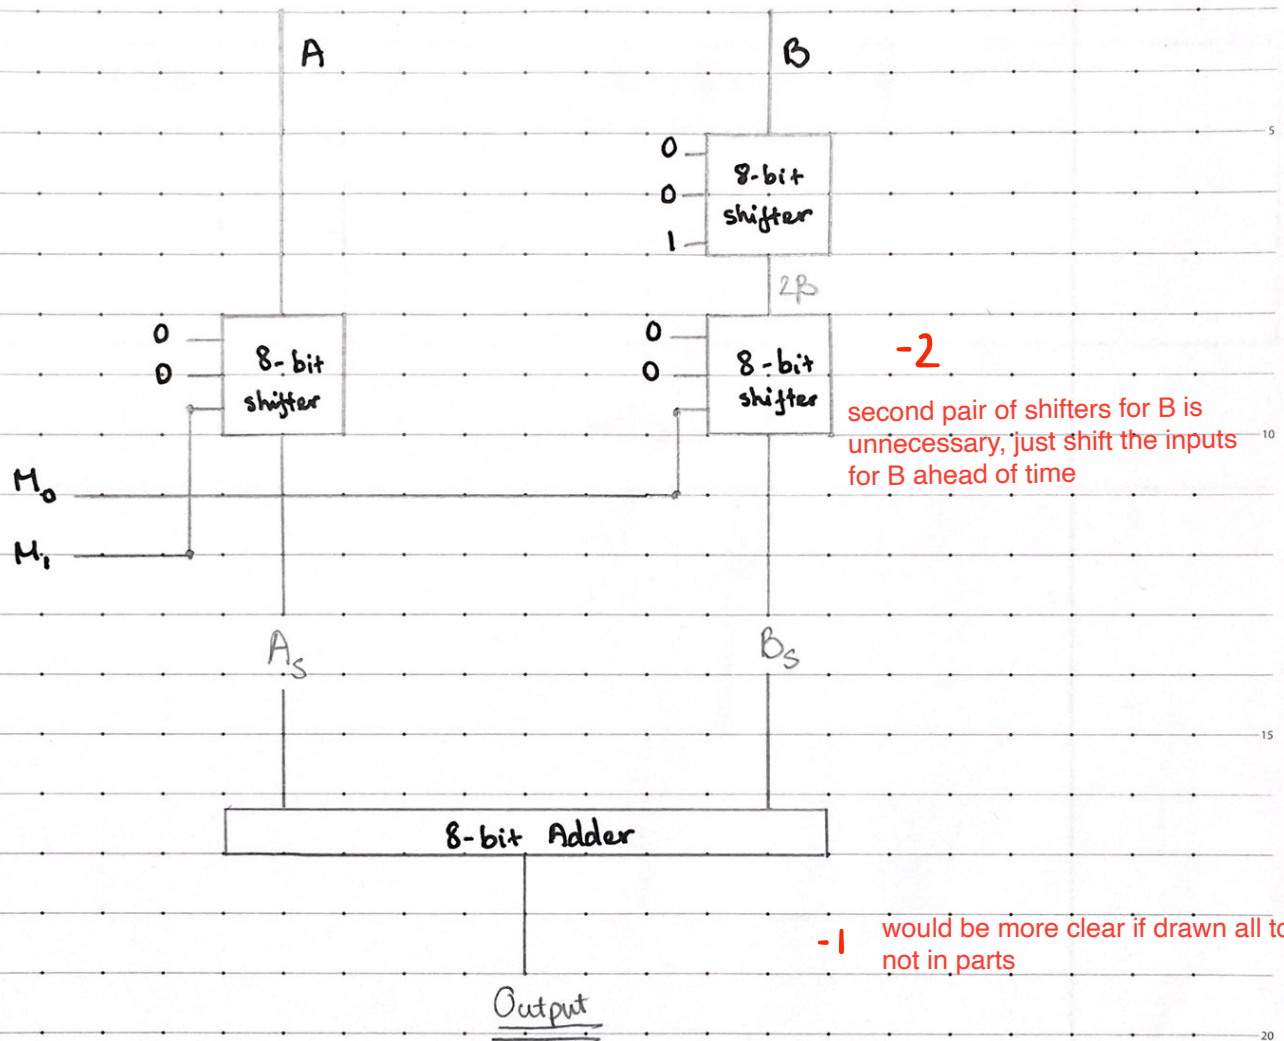 A
B
5
0
0
1
8-bit
shifter
2B
0
0
8-bit
shifter
0
0
8-bit
shifter
-2
second pair of shifters for B is
unnecessary, just shift the inputs
for B ahead of time
10
M₀
M₁
Aₛ
Bₛ
15
8-bit Adder
-1
would be more clear if drawn all
not in parts
Output
20